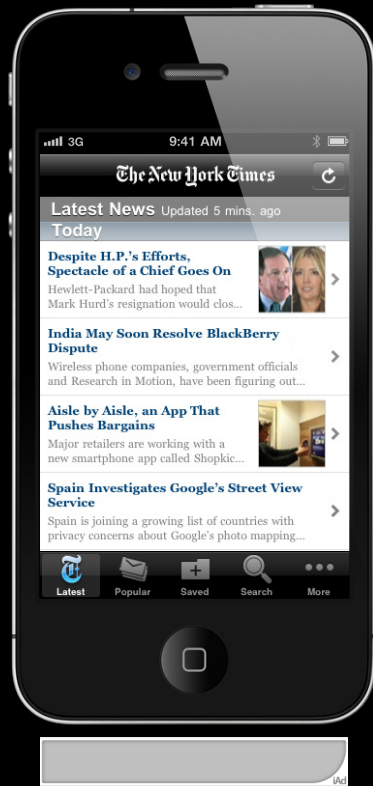 3G 9:41 AM
The New York Times
Latest News Updated 5 mins. ago
Today
Despite H.P.'s Efforts,
Spectacle of a Chief Goes On
Hewlett-Packard had hoped that
Mark Hurd's resignation would clos...
India May Soon Resolve BlackBerry
Dispute
Wireless phone companies, government officials
and Research in Motion, have been figuring out...
Aisle by Aisle, an App That
Pushes Bargains
Major retailers are working with a
new smartphone app called Shopkic...
Spain Investigates Google's Street View
Service
Spain is joining a growing list of countries with
privacy concerns about Google's photo mapping...
Latest Popular Saved Search More
iAd